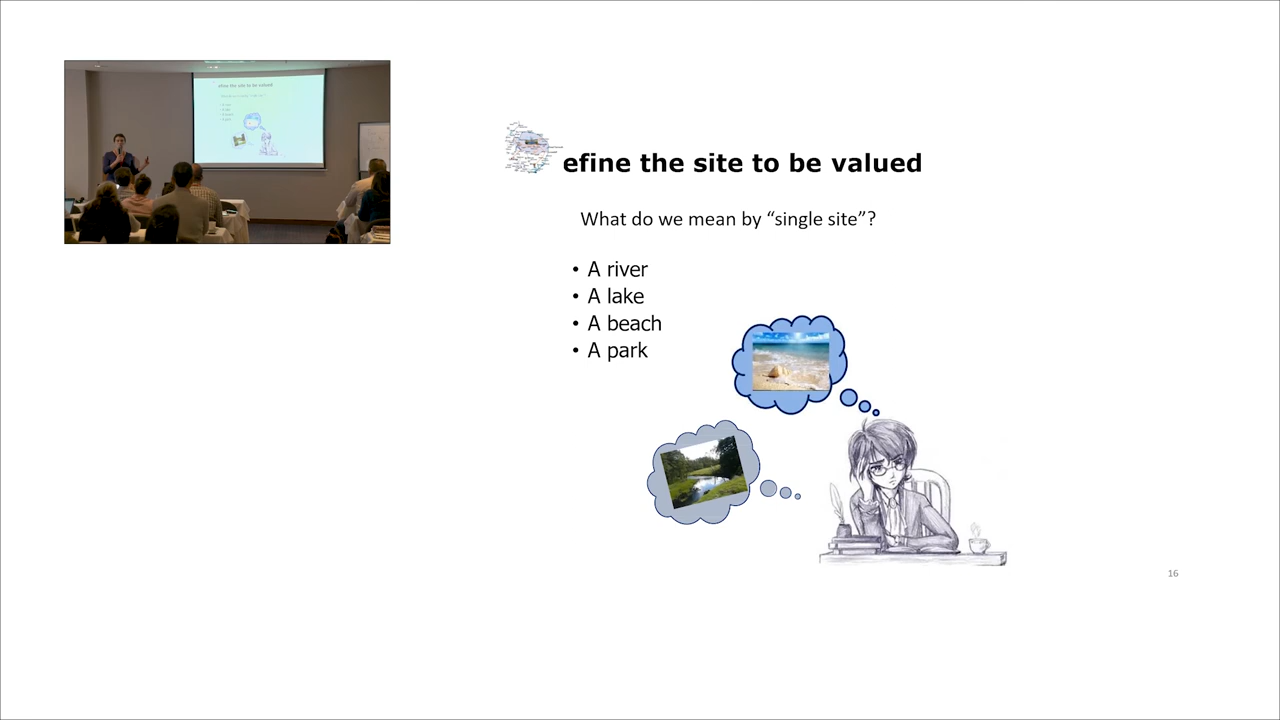 efine the site to be valued
What do we mean by “single site”?
• A river
• A lake
• A beach
• A park
16